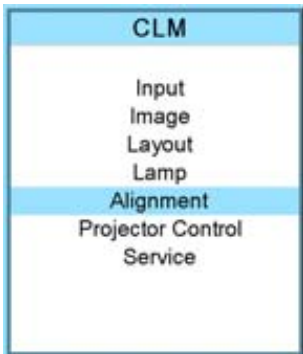 CLM
Input
Image
Layout
Lamp
Alignment
Projector Control
Service